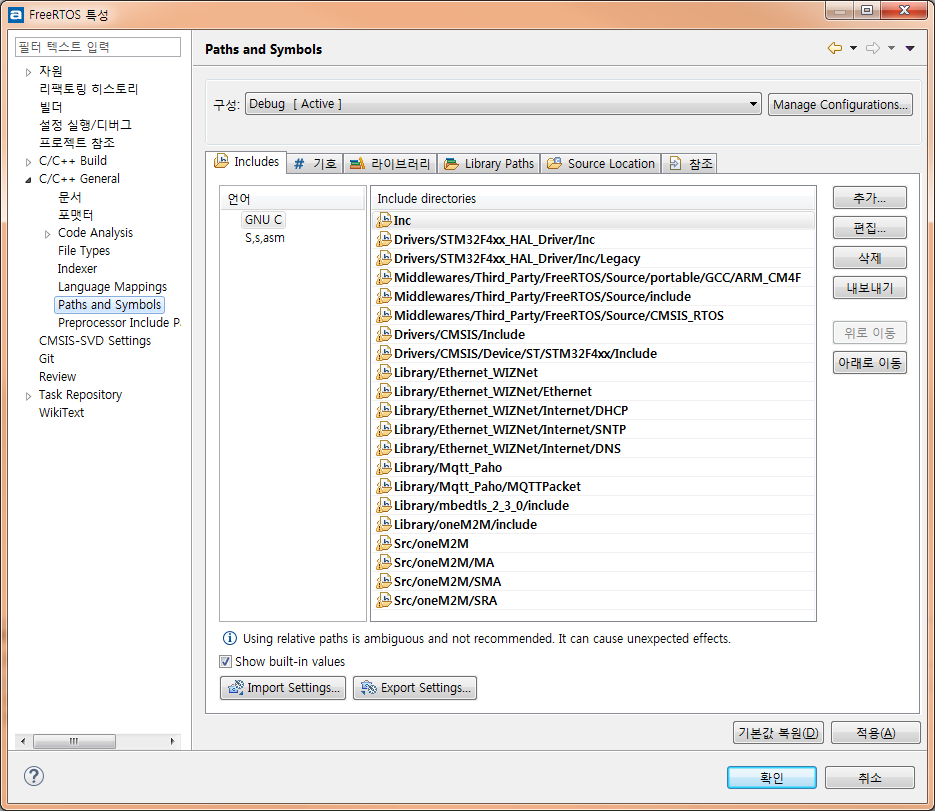 FreeRTOS 특성
필터 텍스트 입력
자원
리팩토링 히스토리
빌더
설정 실행/디버그
프로젝트 참조
C/C++ Build
C/C++ General
문서
포맷터
Code Analysis
File Types
Indexer
Language Mappings
Paths and Symbols
Preprocessor Include P
CMSIS-SVD Settings
Git
Review
Task Repository
WikiText
Paths and Symbols
구성: Debug [ Active ] Manage Configurations...
Includes # 기호 라이브러리 Library Paths Source Location 참조
언어
GNU C
S,s,asm
Include directories
Inc
Drivers/STM32F4xx_HAL_Driver/Inc
Drivers/STM32F4xx_HAL_Driver/Inc/Legacy
Middlewares/Third_Party/FreeRTOS/Source/portable/GCC/ARM_CM4F
Middlewares/Third_Party/FreeRTOS/Source/include
Middlewares/Third_Party/FreeRTOS/Source/CMSIS_RTOS
Drivers/CMSIS/Include
Drivers/CMSIS/Device/ST/STM32F4xx/Include
Library/Ethernet_WIZNet
Library/Ethernet_WIZNet/Ethernet
Library/Ethernet_WIZNet/Internet/DHCP
Library/Ethernet_WIZNet/Internet/SNTP
Library/Ethernet_WIZNet/Internet/DNS
Library/Mqtt_Paho
Library/Mqtt_Paho/MQTTPacket
Library/mbedtls_2_3_0/include
Library/oneM2M/include
Src/oneM2M
Src/oneM2M/MA
Src/oneM2M/SMA
Src/oneM2M/SRA
추가...
편집...
삭제
내보내기
위로 이동
아래로 이동
Using relative paths is ambiguous and not recommended. It can cause unexpected effects.
Show built-in values
Import Settings... Export Settings...
기본값 복원(D) 적용(A)
확인 취소